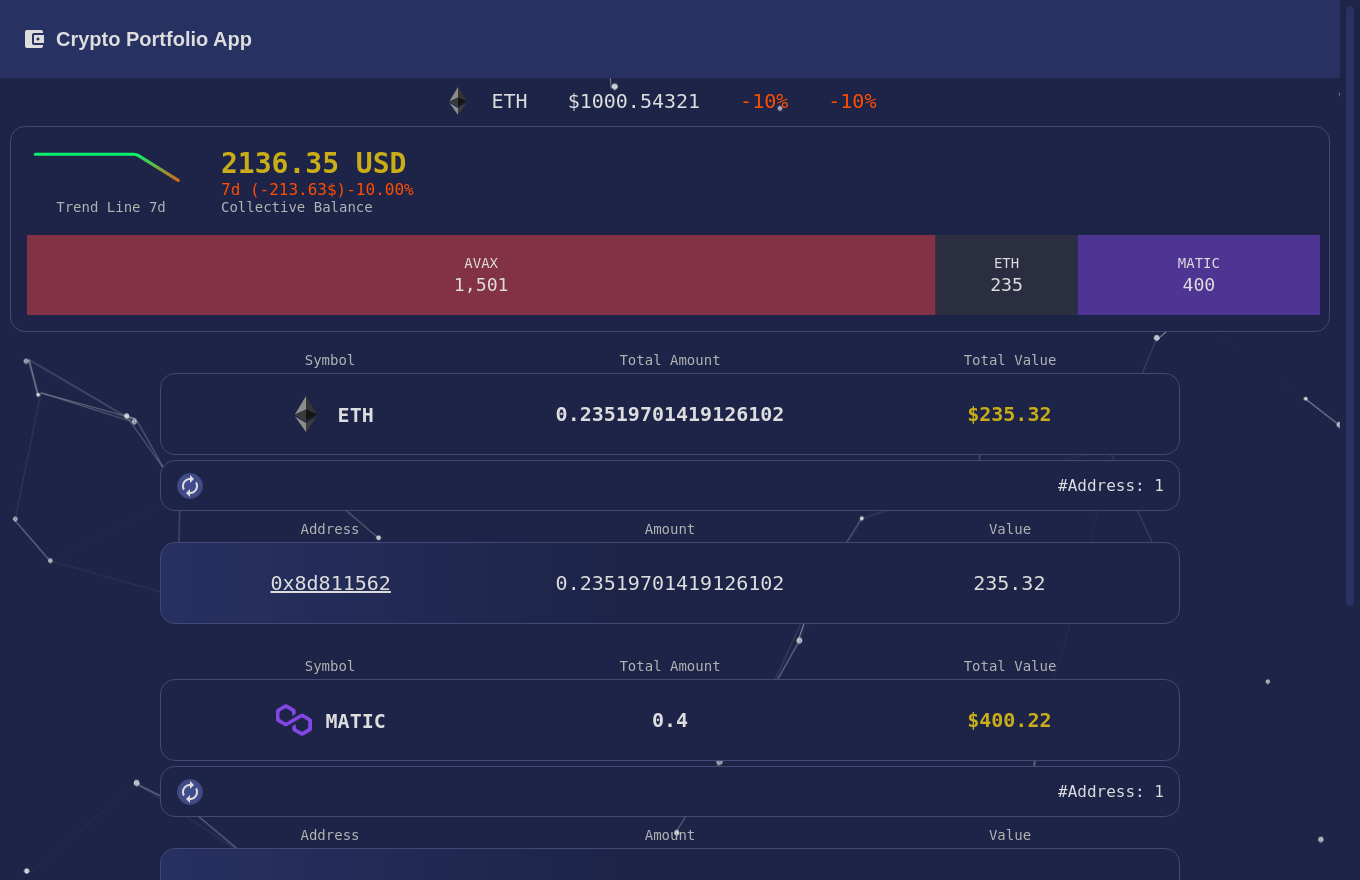 Crypto Portfolio App
ETH $1000.54321 -10% -10%
2136.35 USD
7d (-213.63$)-10.00%
Trend Line 7d Collective Balance
AVAX ETH MATIC
1,501 235 400
Symbol Total Amount Total Value
ETH 0.23519701419126102 $235.32
#Address: 1
Address Amount Value
0x8d811562 0.23519701419126102 235.32
Symbol Total Amount Total Value
MATIC 0.4 $400.22
#Address: 1
Address Amount Value